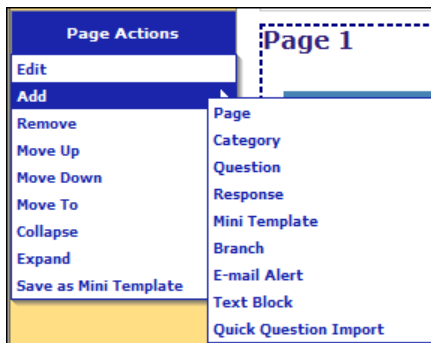 Page Actions
Edit
Add
Remove
Move Up
Move Down
Move To
Collapse
Expand
Save as Mini Template
Page 1
Page
Category
Question
Response
Mini Template
Branch
E-mail Alert
Text Block
Quick Question Import